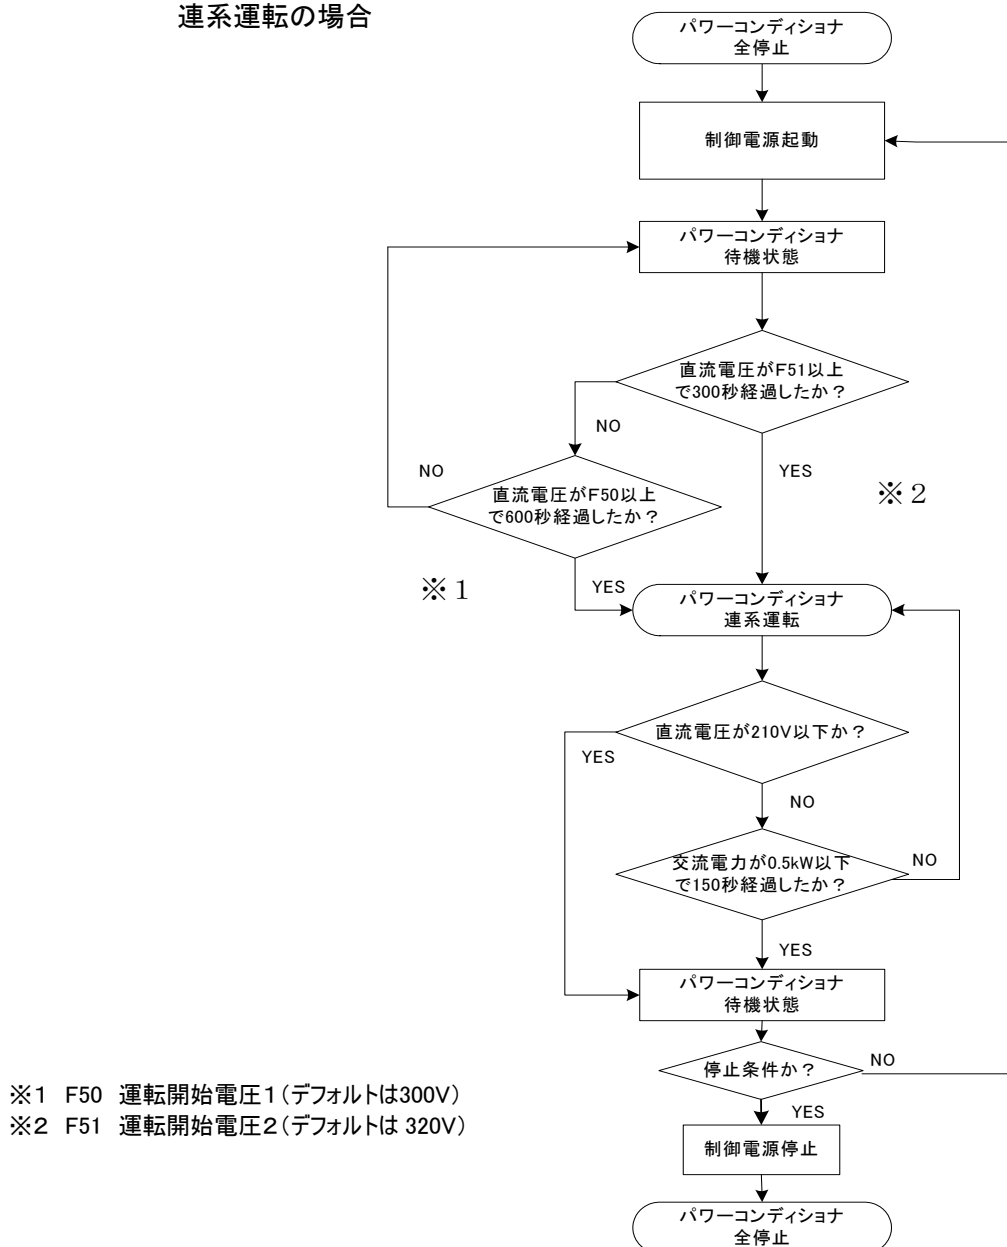 連系運転の場合
パワーコンディショナ
全停止
制御電源起動
パワーコンディショナ
待機状態
直流電圧がF51以上
で300秒経過したか？
NO
YES
※２
NO
直流電圧がF50以上
で600秒経過したか？
※１
YES
パワーコンディショナ
連系運転
直流電圧が210V以下か？
YES
NO
交流電力が0.5kW以下
で150秒経過したか？
NO
YES
パワーコンディショナ
待機状態
停止条件か？
NO
YES
制御電源停止
パワーコンディショナ
全停止
※１ F50 運転開始電圧１（デフォルトは300V）
※２ F51 運転開始電圧２（デフォルトは 320V）